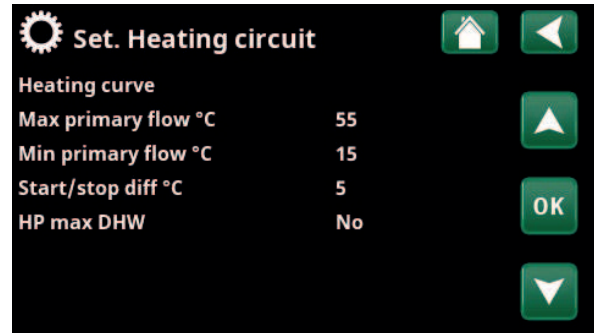 Set. Heating circuit
Heating curve
Max primary flow °C 55
Min primary flow °C 15
Start/stop diff °C 5
OK
HP max DHW No